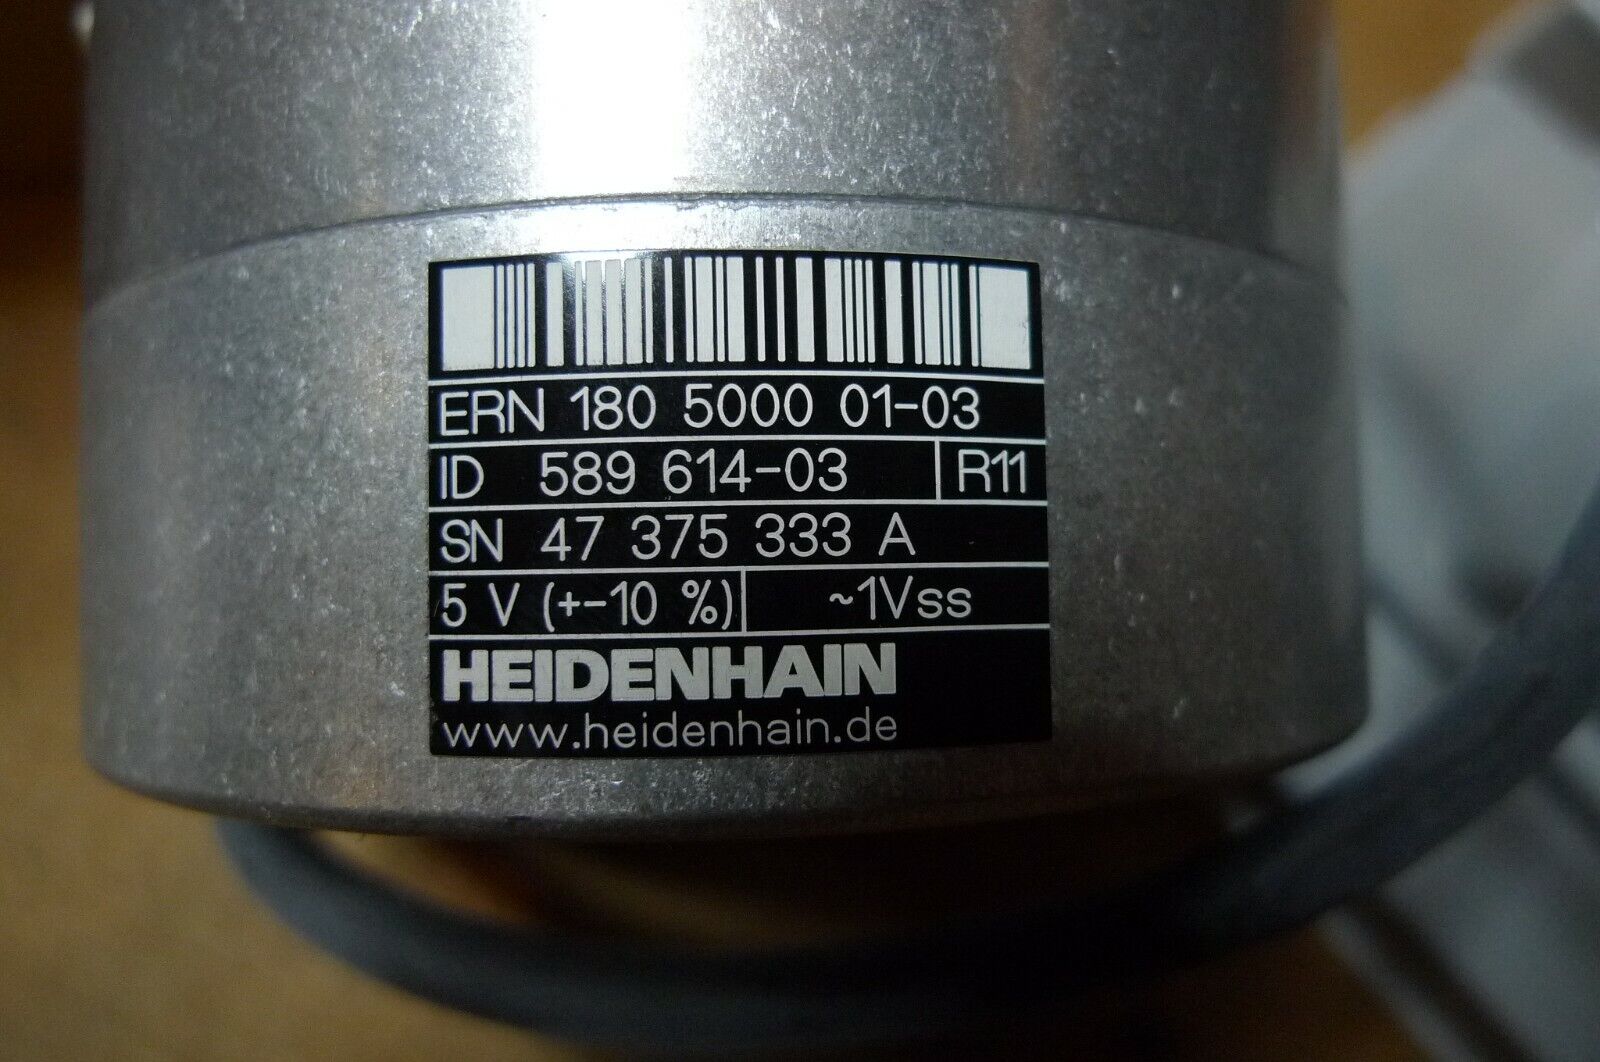 ERN 180 5000 01-03
ID 589 614-03 R11
SN 47 375 333 A
5 V (+-10 %) ~1Vss
HEIDENHAIN
www.heidenhain.de